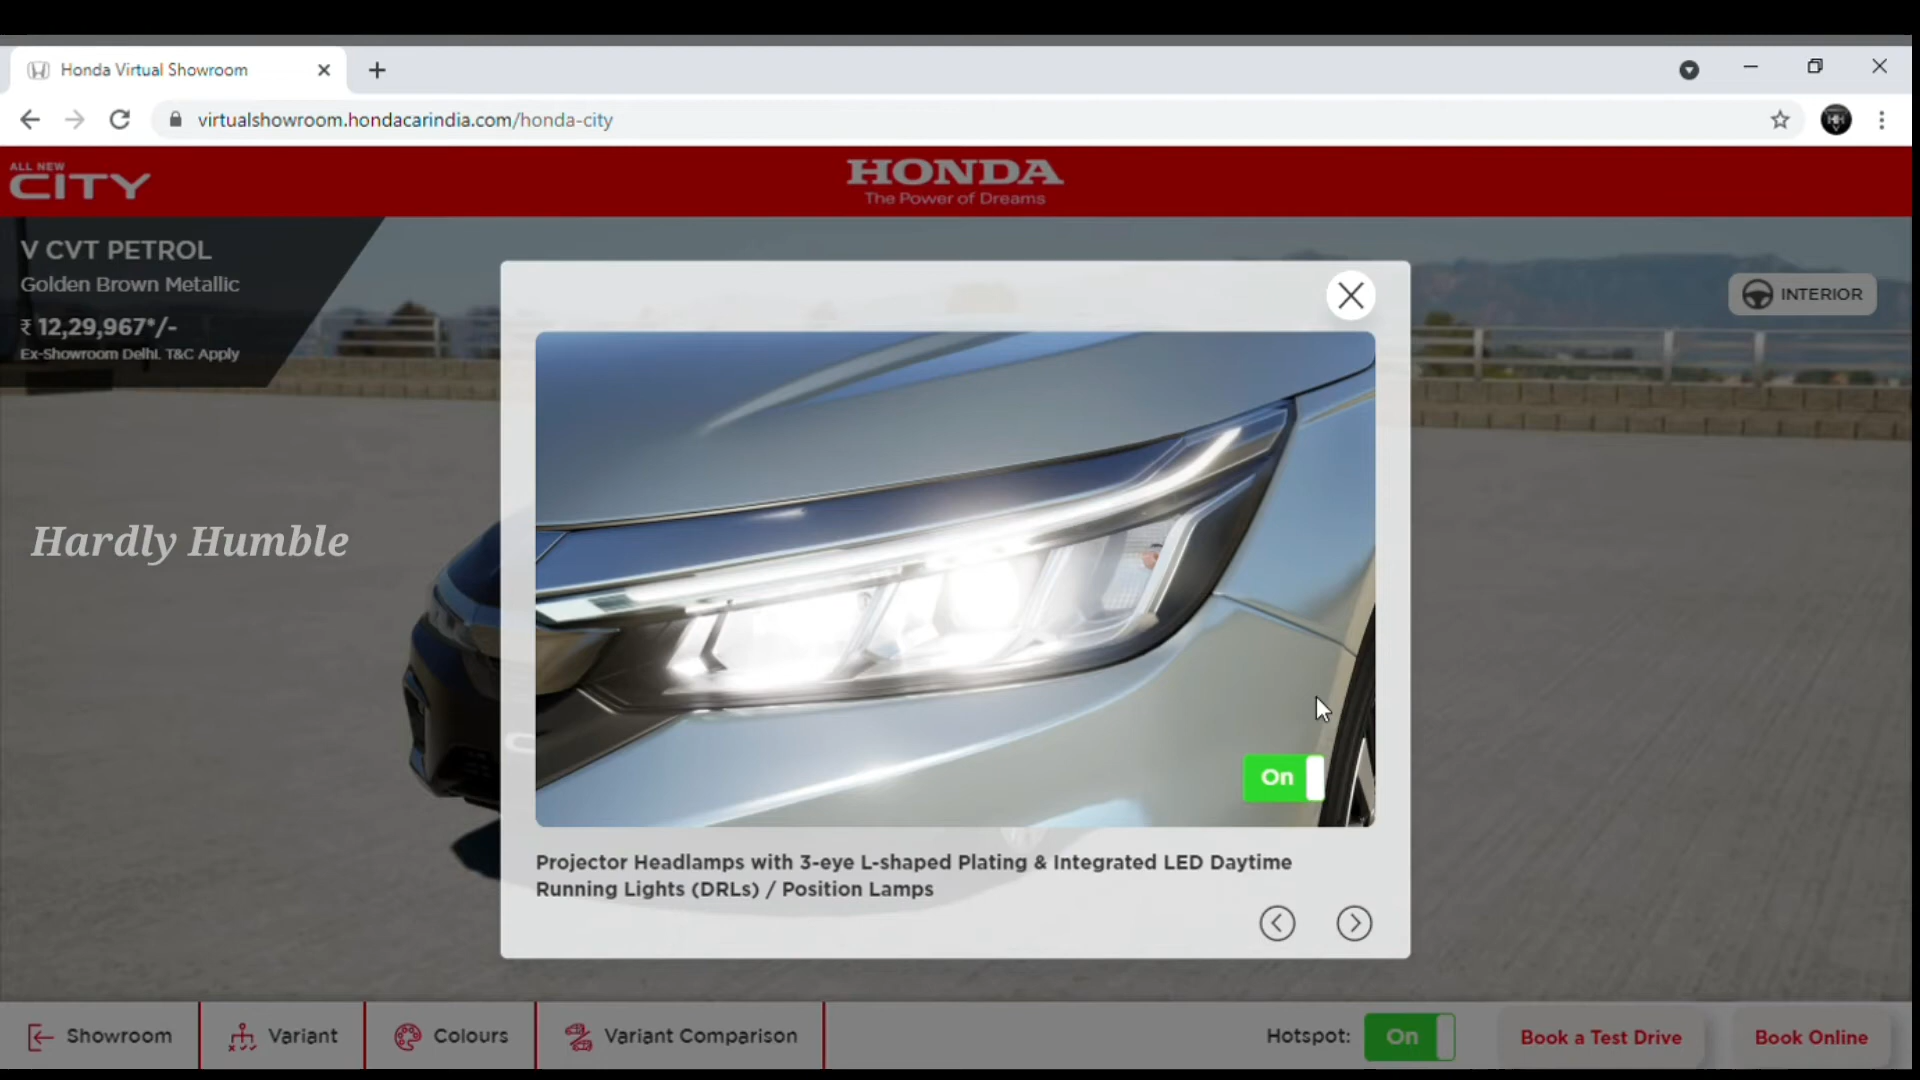 Honda Virtual Showroom
virtualshowroom.hondacarindia.com/honda-city
ALL NEW
CITY
HONDA
The Power of Dreams
V CVT PETROL
Golden Brown Metallic
₹ 12,29,967*/-
Ex-Showroom Delhi. T&C Apply
INTERIOR
Hardly Humble
On
Projector Headlamps with 3-eye L-shaped Plating & Integrated LED Daytime
Running Lights (DRLs) / Position Lamps
Showroom
Variant
Colours
Variant Comparison
Hotspot:
On
Book a Test Drive
Book Online